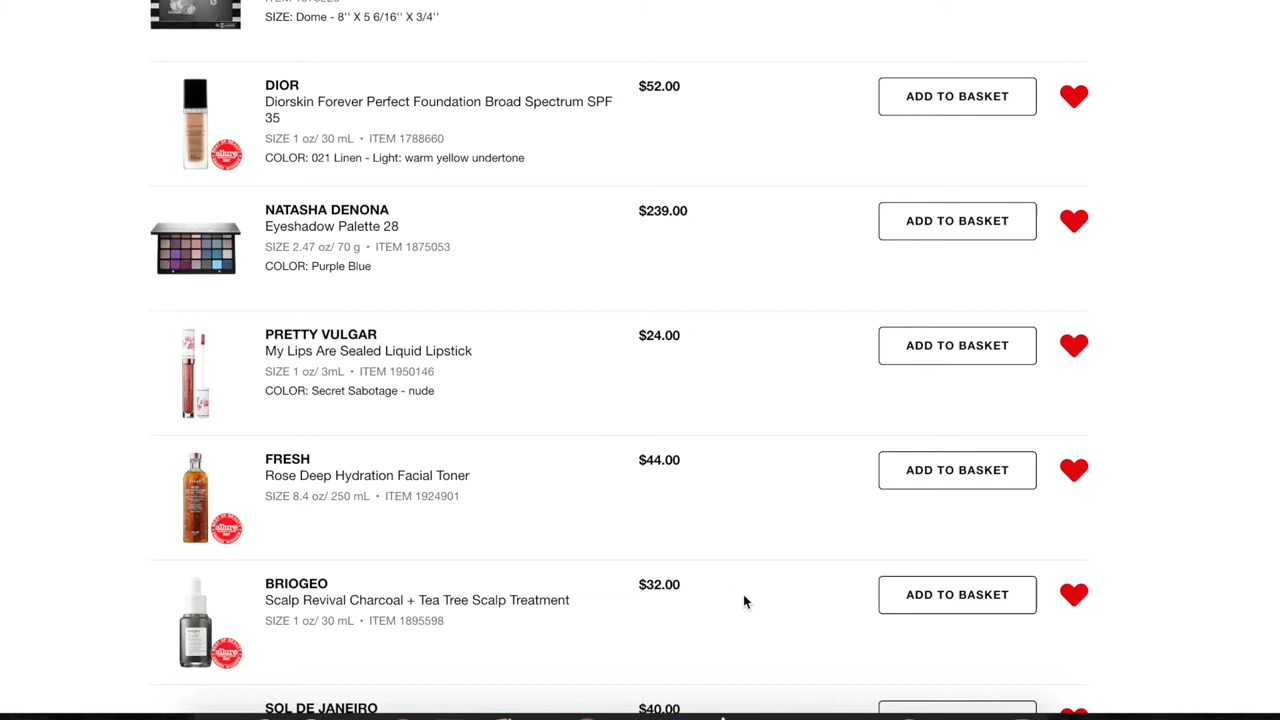 SIZE: Dome - 8'' X 5 6/16'' X 3/4''
DIOR
Diorskin Forever Perfect Foundation Broad Spectrum SPF
35
SIZE 1 oz/ 30 mL • ITEM 1788660
COLOR: 021 Linen - Light: warm yellow undertone
$52.00
ADD TO BASKET
allure
NATASHA DENONA
Eyeshadow Palette 28
SIZE 2.47 oz/ 70 g • ITEM 1875053
COLOR: Purple Blue
$239.00
ADD TO BASKET
PRETTY VULGAR
My Lips Are Sealed Liquid Lipstick
SIZE 1 oz/ 3mL • ITEM 1950146
COLOR: Secret Sabotage - nude
$24.00
ADD TO BASKET
FRESH
Rose Deep Hydration Facial Toner
SIZE 8.4 oz/ 250 mL • ITEM 1924901
$44.00
ADD TO BASKET
allure
BRIOGEO
Scalp Revival Charcoal + Tea Tree Scalp Treatment
SIZE 1 oz/ 30 mL • ITEM 1895598
$32.00
ADD TO BASKET
allure
SOL DE JANEIRO
$40.00